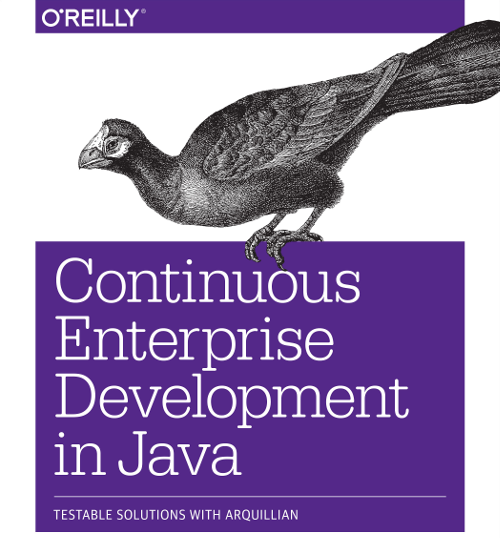 O'REILLY®
Continuous
Enterprise
Development
in Java
TESTABLE SOLUTIONS WITH ARQUILLIAN